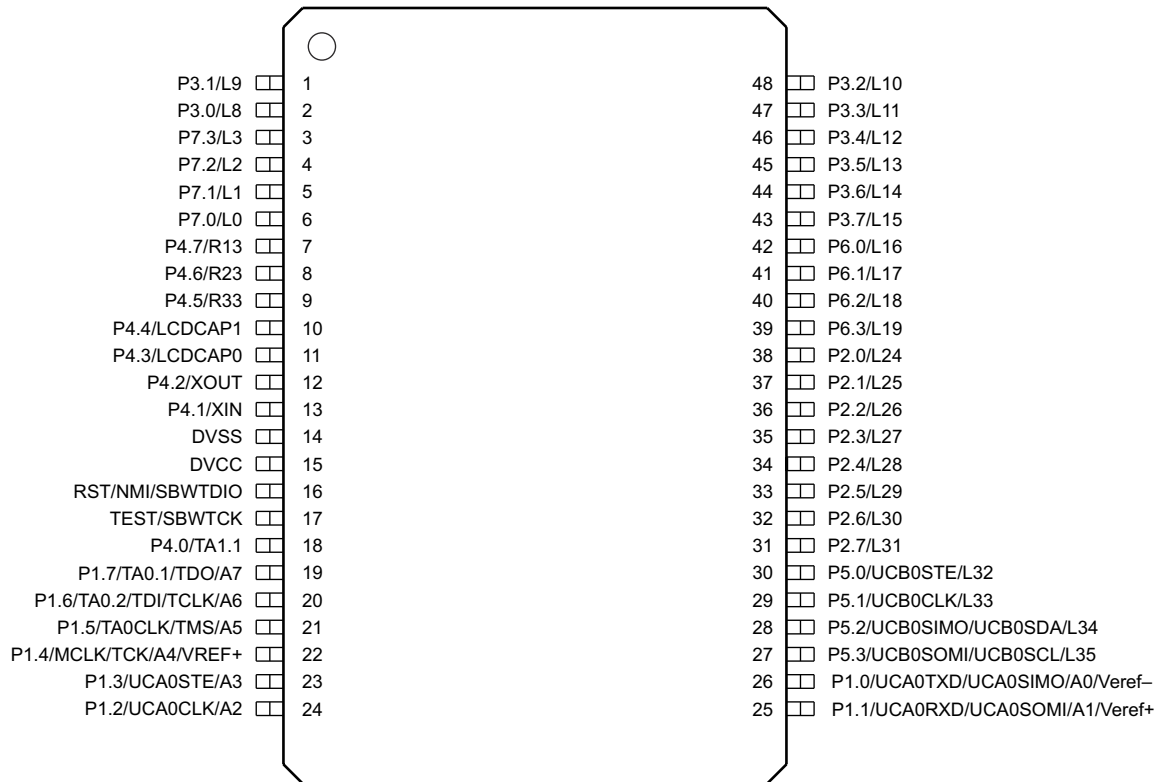 P3.1/L9 1 48 P3.2/L10
P3.0/L8 2 47 P3.3/L11
P7.3/L3 3 46 P3.4/L12
P7.2/L2 4 45 P3.5/L13
P7.1/L1 5 44 P3.6/L14
P7.0/L0 6 43 P3.7/L15
P4.7/R13 7 42 P6.0/L16
P4.6/R23 8 41 P6.1/L17
P4.5/R33 9 40 P6.2/L18
P4.4/LCDCAP1 10 39 P6.3/L19
P4.3/LCDCAP0 11 38 P2.0/L24
P4.2/XOUT 12 37 P2.1/L25
P4.1/XIN 13 36 P2.2/L26
DVSS 14 35 P2.3/L27
DVCC 15 34 P2.4/L28
RST/NMI/SBWTDIO 16 33 P2.5/L29
TEST/SBWTCK 17 32 P2.6/L30
P4.0/TA1.1 18 31 P2.7/L31
P1.7/TA0.1/TDO/A7 19 30 P5.0/UCB0STE/L32
P1.6/TA0.2/TDI/TCLK/A6 20 29 P5.1/UCB0CLK/L33
P1.5/TA0CLK/TMS/A5 21 28 P5.2/UCB0SIMO/UCB0SDA/L34
P1.4/MCLK/TCK/A4/VREF+ 22 27 P5.3/UCB0SOMI/UCB0SCL/L35
P1.3/UCA0STE/A3 23 26 P1.0/UCA0TXD/UCA0SIMO/A0/Veref–
P1.2/UCA0CLK/A2 24 25 P1.1/UCA0RXD/UCA0SOMI/A1/Veref+